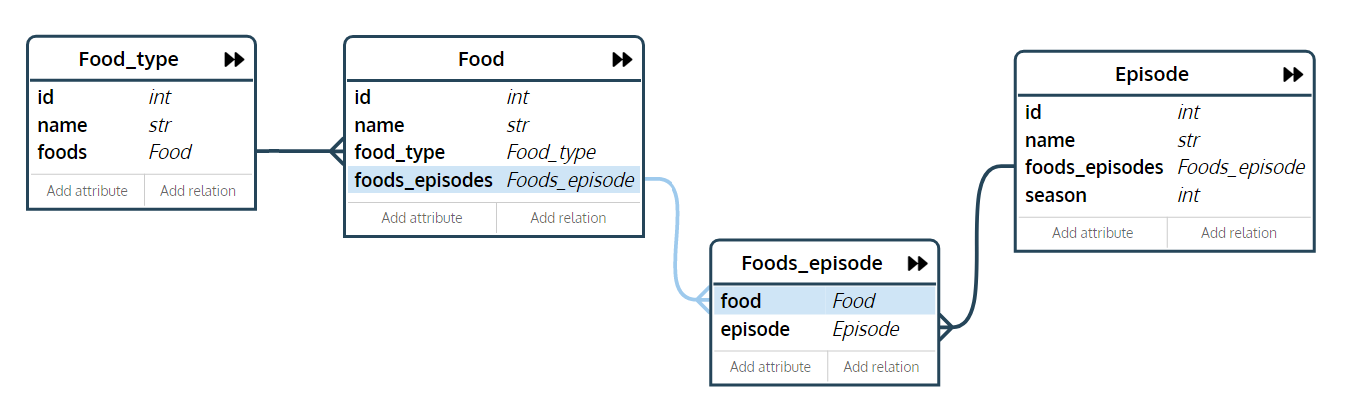 Food_type
id int
name str
foods Food
Add attribute Add relation
Food
id int
name str
food_type Food_type
foods_episodes Foods_episode
Add attribute Add relation
Foods_episode
food Food
episode Episode
Add attribute Add relation
Episode
id int
name str
foods_episodes Foods_episode
season int
Add attribute Add relation